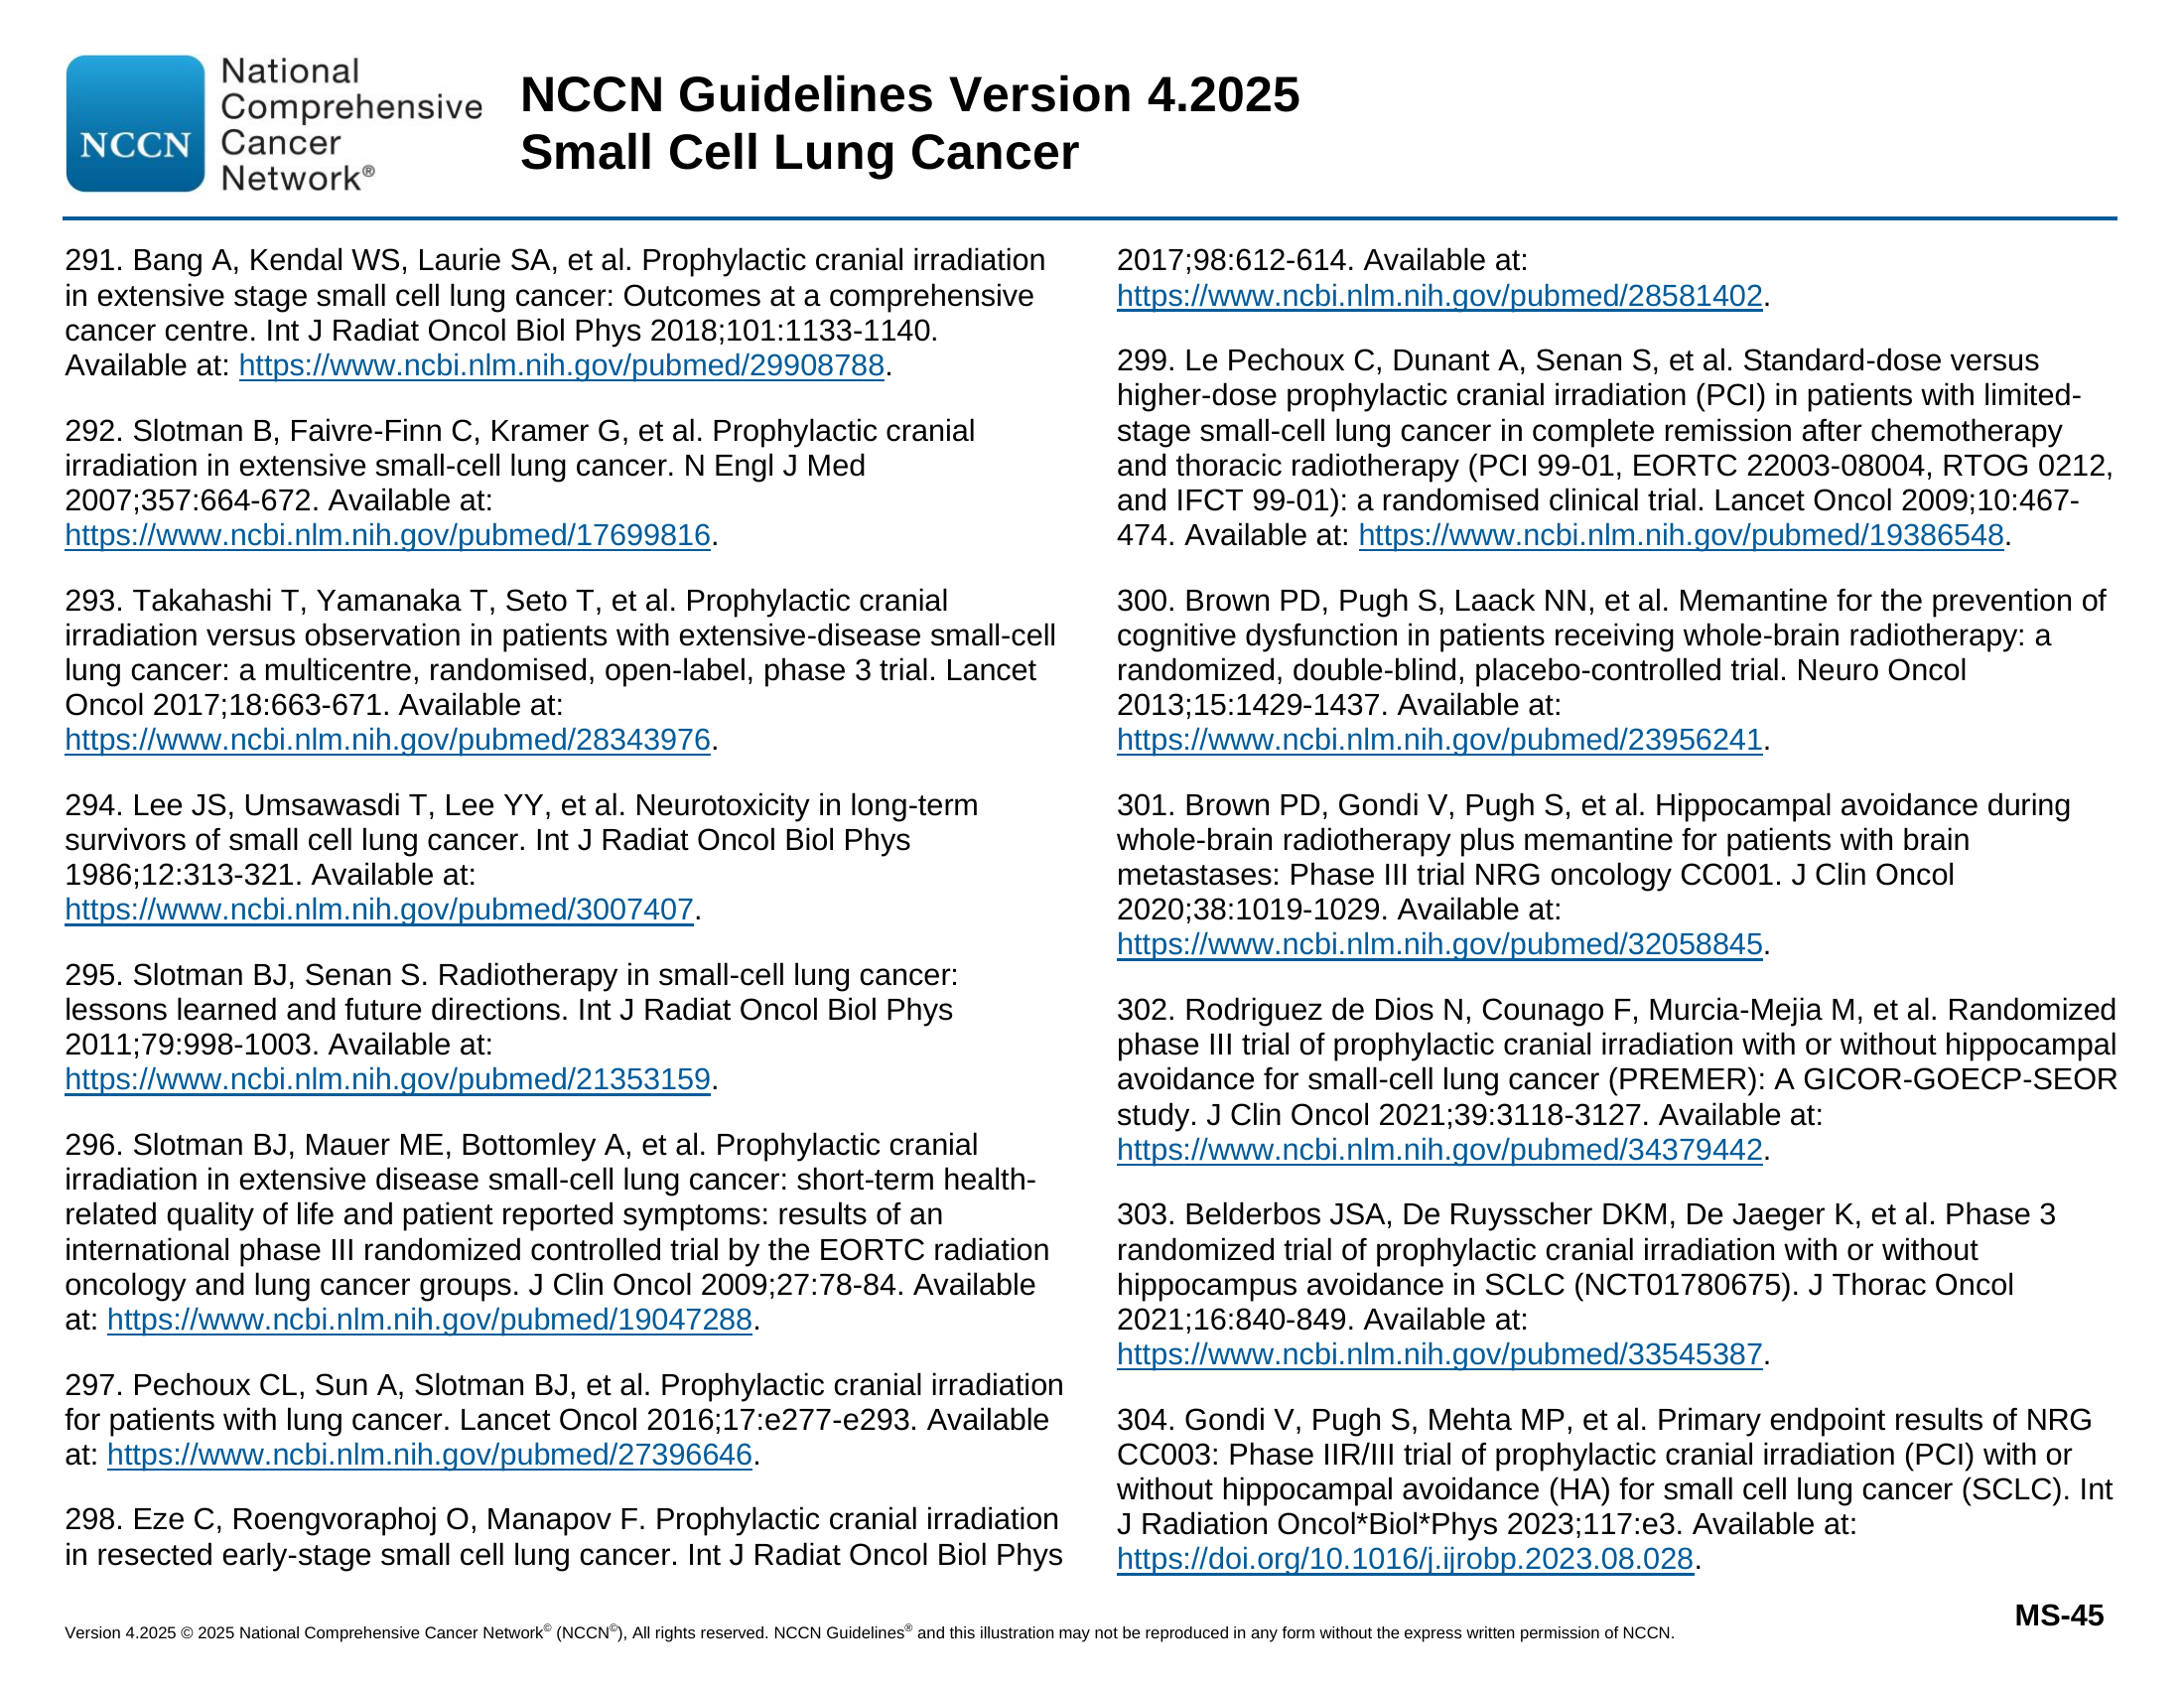 National
Comprehensive
Cancer
Network®
NCCN
NCCN Guidelines Version 4.2025
Small Cell Lung Cancer
291. Bang A, Kendal WS, Laurie SA, et al. Prophylactic cranial irradiation
in extensive stage small cell lung cancer: Outcomes at a comprehensive
cancer centre. Int J Radiat Oncol Biol Phys 2018;101:1133-1140.
Available at: https://www.ncbi.nlm.nih.gov/pubmed/29908788.
292. Slotman B, Faivre-Finn C, Kramer G, et al. Prophylactic cranial
irradiation in extensive small-cell lung cancer. N Engl J Med
2007;357:664-672. Available at:
https://www.ncbi.nlm.nih.gov/pubmed/17699816.
293. Takahashi T, Yamanaka T, Seto T, et al. Prophylactic cranial
irradiation versus observation in patients with extensive-disease small-cell
lung cancer: a multicentre, randomised, open-label, phase 3 trial. Lancet
Oncol 2017;18:663-671. Available at:
https://www.ncbi.nlm.nih.gov/pubmed/28343976.
294. Lee JS, Umsawasdi T, Lee YY, et al. Neurotoxicity in long-term
survivors of small cell lung cancer. Int J Radiat Oncol Biol Phys
1986;12:313-321. Available at:
https://www.ncbi.nlm.nih.gov/pubmed/3007407.
295. Slotman BJ, Senan S. Radiotherapy in small-cell lung cancer:
lessons learned and future directions. Int J Radiat Oncol Biol Phys
2011;79:998-1003. Available at:
https://www.ncbi.nlm.nih.gov/pubmed/21353159.
296. Slotman BJ, Mauer ME, Bottomley A, et al. Prophylactic cranial
irradiation in extensive disease small-cell lung cancer: short-term health-
related quality of life and patient reported symptoms: results of an
international phase III randomized controlled trial by the EORTC radiation
oncology and lung cancer groups. J Clin Oncol 2009;27:78-84. Available
at: https://www.ncbi.nlm.nih.gov/pubmed/19047288.
297. Pechoux CL, Sun A, Slotman BJ, et al. Prophylactic cranial irradiation
for patients with lung cancer. Lancet Oncol 2016;17:e277-e293. Available
at: https://www.ncbi.nlm.nih.gov/pubmed/27396646.
298. Eze C, Roengvoraphoj O, Manapov F. Prophylactic cranial irradiation
in resected early-stage small cell lung cancer. Int J Radiat Oncol Biol Phys
2017;98:612-614. Available at:
https://www.ncbi.nlm.nih.gov/pubmed/28581402.
299. Le Pechoux C, Dunant A, Senan S, et al. Standard-dose versus
higher-dose prophylactic cranial irradiation (PCI) in patients with limited-
stage small-cell lung cancer in complete remission after chemotherapy
and thoracic radiotherapy (PCI 99-01, EORTC 22003-08004, RTOG 0212,
and IFCT 99-01): a randomised clinical trial. Lancet Oncol 2009;10:467-
474. Available at: https://www.ncbi.nlm.nih.gov/pubmed/19386548.
300. Brown PD, Pugh S, Laack NN, et al. Memantine for the prevention of
cognitive dysfunction in patients receiving whole-brain radiotherapy: a
randomized, double-blind, placebo-controlled trial. Neuro Oncol
2013;15:1429-1437. Available at:
https://www.ncbi.nlm.nih.gov/pubmed/23956241.
301. Brown PD, Gondi V, Pugh S, et al. Hippocampal avoidance during
whole-brain radiotherapy plus memantine for patients with brain
metastases: Phase III trial NRG oncology CC001. J Clin Oncol
2020;38:1019-1029. Available at:
https://www.ncbi.nlm.nih.gov/pubmed/32058845.
302. Rodriguez de Dios N, Counago F, Murcia-Mejia M, et al. Randomized
phase III trial of prophylactic cranial irradiation with or without hippocampal
avoidance for small-cell lung cancer (PREMER): A GICOR-GOECP-SEOR
study. J Clin Oncol 2021;39:3118-3127. Available at:
https://www.ncbi.nlm.nih.gov/pubmed/34379442.
303. Belderbos JSA, De Ruysscher DKM, De Jaeger K, et al. Phase 3
randomized trial of prophylactic cranial irradiation with or without
hippocampus avoidance in SCLC (NCT01780675). J Thorac Oncol
2021;16:840-849. Available at:
https://www.ncbi.nlm.nih.gov/pubmed/33545387.
304. Gondi V, Pugh S, Mehta MP, et al. Primary endpoint results of NRG
CC003: Phase IIR/III trial of prophylactic cranial irradiation (PCI) with or
without hippocampal avoidance (HA) for small cell lung cancer (SCLC). Int
J Radiation Oncol*Biol*Phys 2023;117:e3. Available at:
https://doi.org/10.1016/j.ijrobp.2023.08.028.
MS-45
Version 4.2025 © 2025 National Comprehensive Cancer Network© (NCCN©), All rights reserved. NCCN Guidelines® and this illustration may not be reproduced in any form without the express written permission of NCCN.